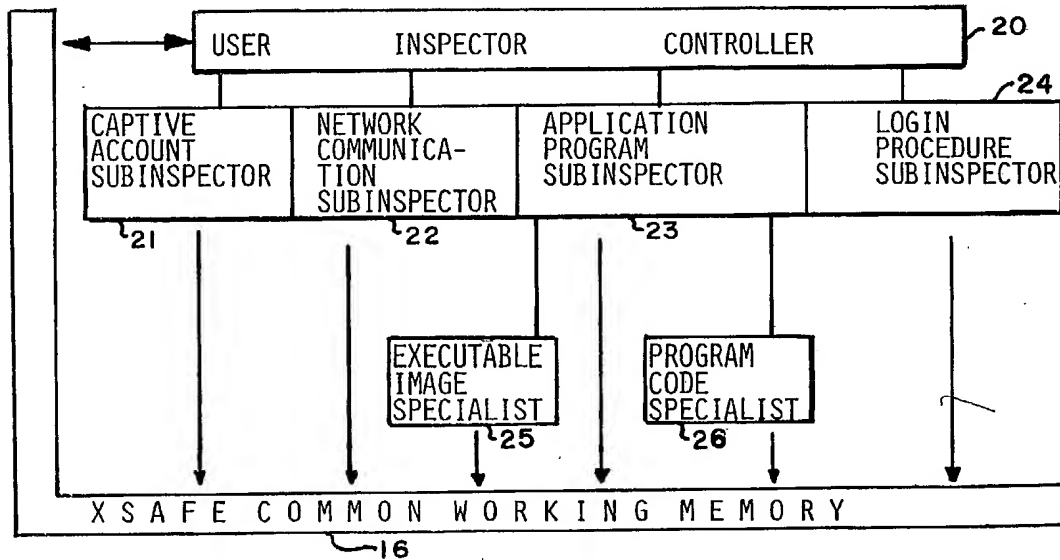 USER INSPECTOR CONTROLLER
20
24
CAPTIVE
ACCOUNT
SUBINSPECTOR
NETWORK
COMMUNICA-
TION
SUBINSPECTOR
APPLICATION
PROGRAM
SUBINSPECTOR
LOGIN
PROCEDURE
SUBINSPECTOR
21
22
23
EXECUTABLE
IMAGE
SPECIALIST
25
PROGRAM
CODE
SPECIALIST
26
XSAFE COMMON WORKING MEMORY
16